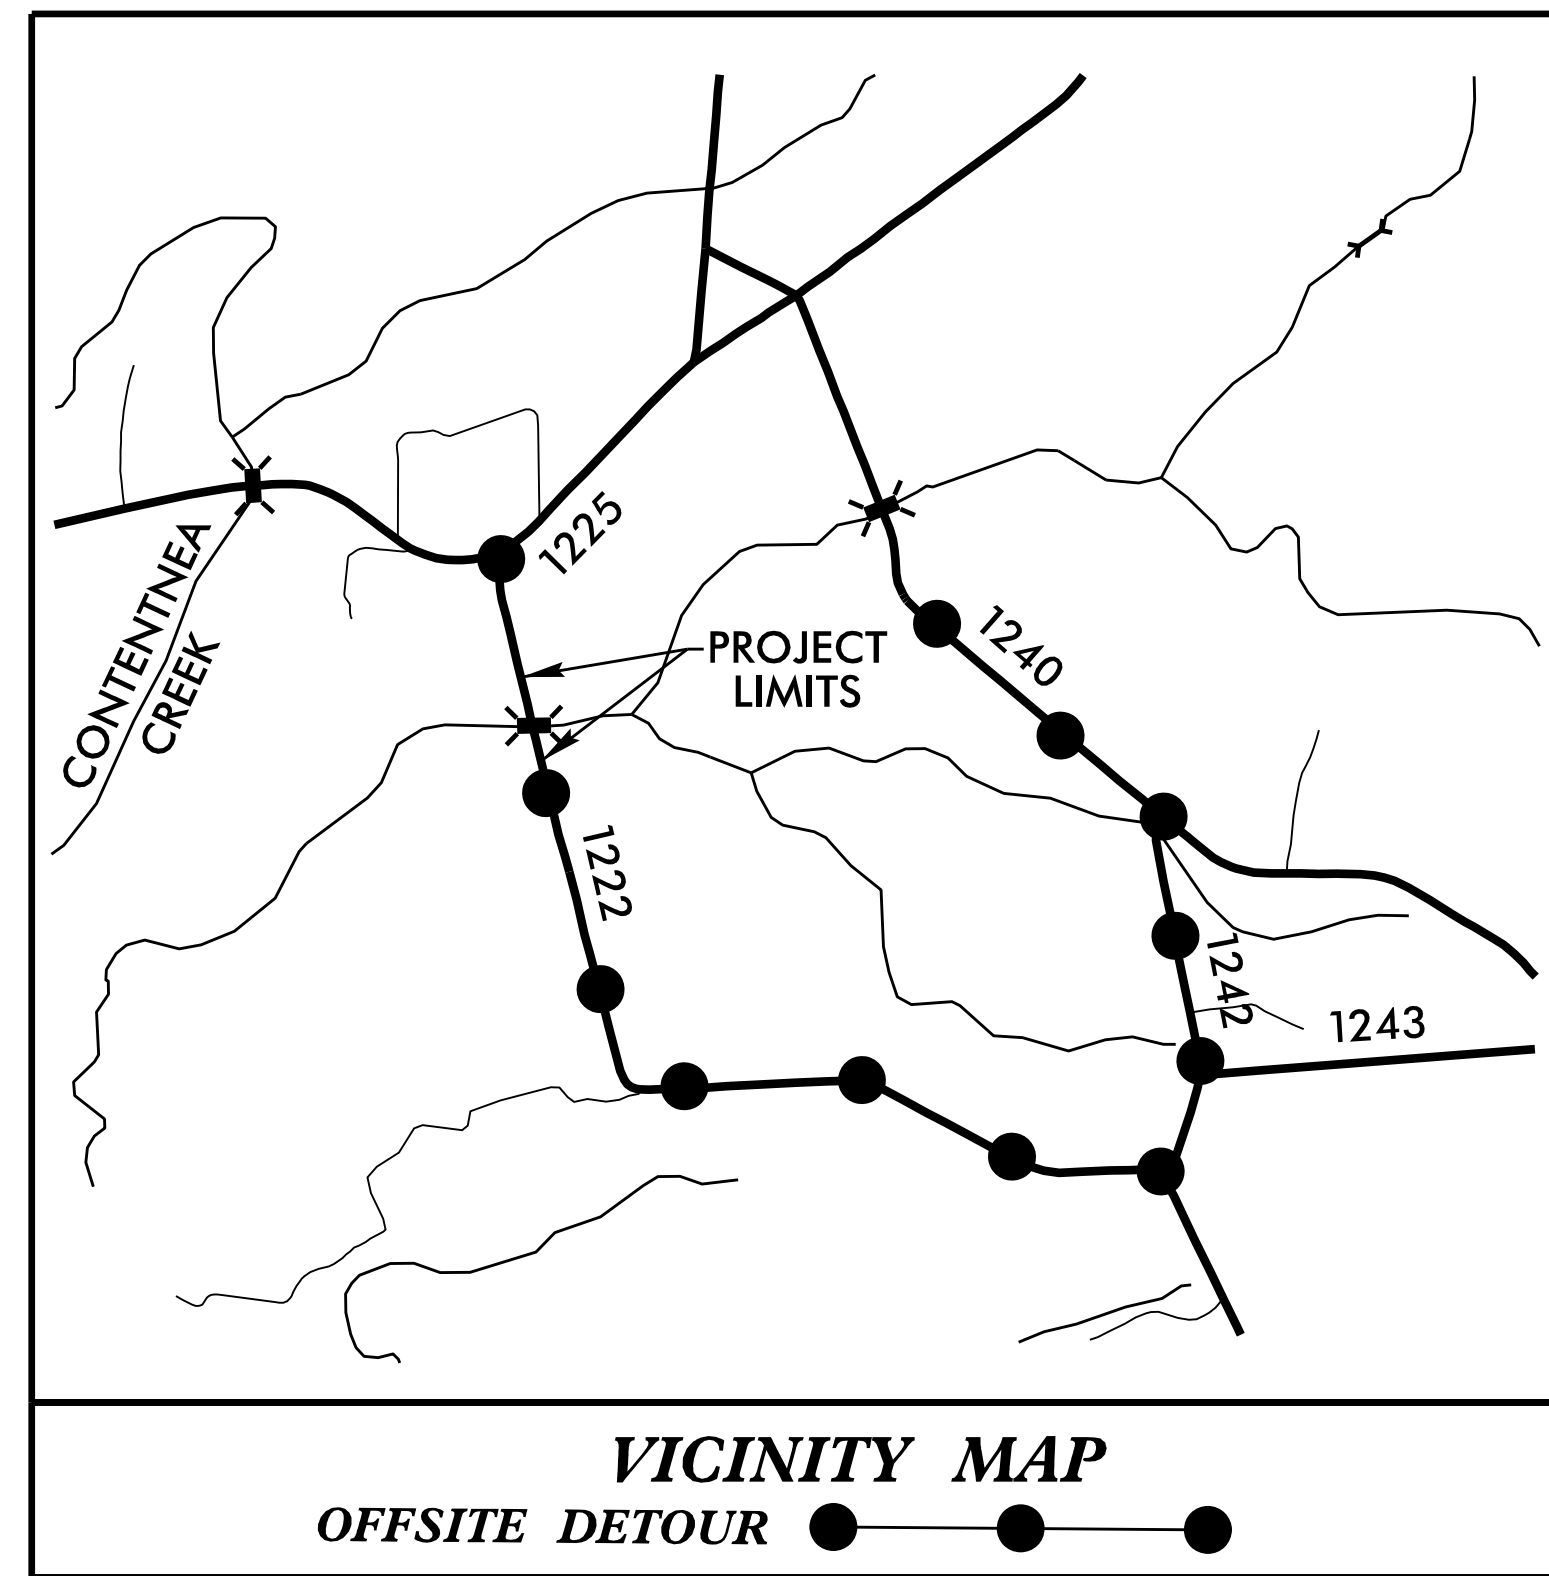 1225
1240
PROJECT
LIMITS
CONTENTNEA
CREEK
1222
1242
1243
VICINITY MAP
OFFSITE DETOUR